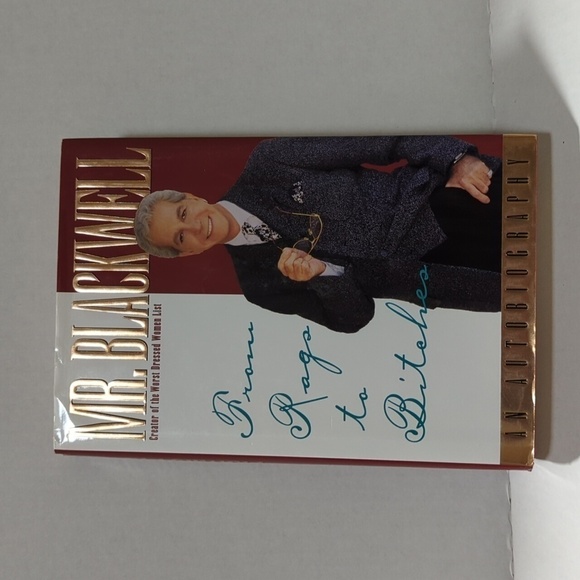 MR. BLACKWELL
Creator of the Worst Dressed Women List
From
Rags
to
Bitches
AN AUTOBIOGRAPHY